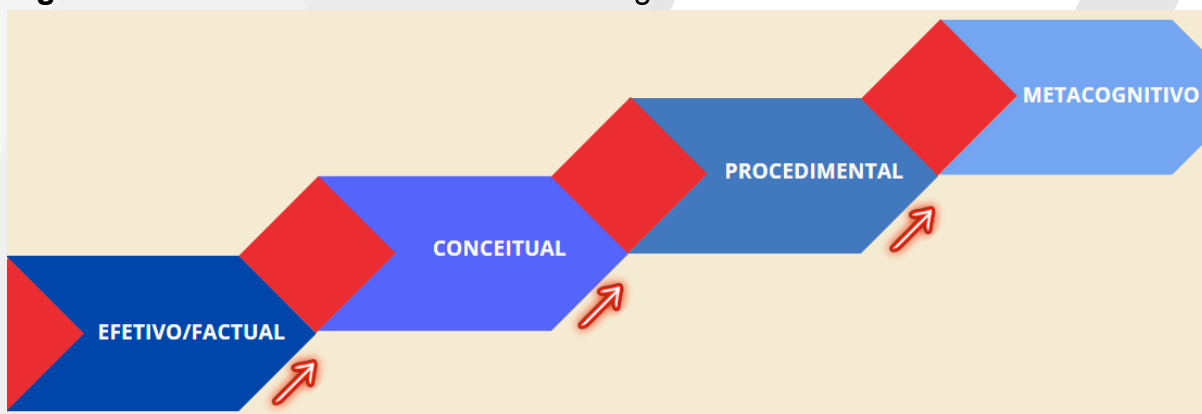 EFETIVO/FACTUAL
CONCEITUAL
PROCEDIMENTAL
METACOGNITIVO